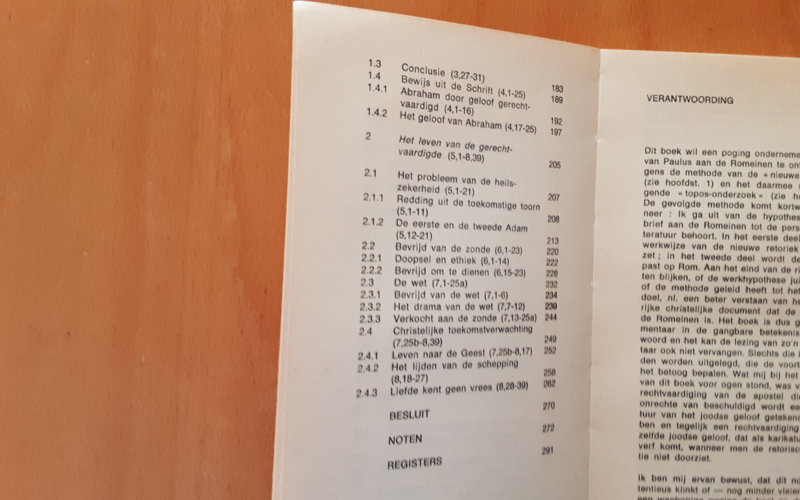 1.3 Conclusie (3,27-31) 183
1.4 Bewijs uit de Schrift (4,1-25) 189
1.4.1 Abraham door geloof gerecht-
vaardigd (4,1-16) 192
1.4.2 Het geloof van Abraham (4,17-25) 197
2 Het leven van de gerecht-
vaardigde (5,1-8,39) 205
2.1 Het probleem van de heils-
zekerheid (5,1-21) 207
2.1.1 Redding uit de toekomstige toorn
(5,1-11) 208
2.1.2 De eerste en de tweede Adam
(5,12-21) 213
2.2 Bevrijd van de zonde (6,1-23) 220
2.2.1 Doopsel en ethiek (6,1-14) 222
2.2.2 Bevrijd om te dienen (6,15-23) 228
2.3 De wet (7,1-25a) 232
2.3.1 Bevrijd van de wet (7,1-6) 234
2.3.2 Het drama van de wet (7,7-12) 239
2.3.3 Verkocht aan de zonde (7,13-25a) 244
2.4 Christelijke toekomstverwachting
(7,25b-8,39) 249
2.4.1 Leven naar de Geest (7,25b-8,17) 252
2.4.2 Het lijden van de schepping
(8,18-27) 258
2.4.3 Liefde kent geen vrees (8,28-39) 262
BESLUIT 270
NOTEN 272
REGISTERS 291
VERANTWOORDING
Dit boek wil een poging ondernemen
van Paulus aan de Romeinen te
gens de methode van de « nieuwe
(zie hoofdst. 1) en het daarmee
gende « topos-onderzoek » (zie
De gevolgde methode komt kortw
neer : Ik ga uit van de hypothes
brief aan de Romeinen tot de pers
teratuur behoort. In het eerste deel
werkwijze van de nieuwe retoriek
zet ; in het tweede deel wordt de
past op Rom. Aan het eind van de
ten blijken, of de werkhypothese
of de methode geleid heeft tot het
doel, nl. een beter verstaan van he
rijke christelijke document dat de
de Romeinen is. Het boek is dus g
mentaar in de gangbare betekenis
woord en het kan de lezing van zo'n
taar ook niet vervangen. Slechts die
den worden uitgelegd, die de voort
het betoog bepalen. Wat mij bij het
van dit boek voor ogen stond, was
rechtvaardiging van de apostel die
onrechte van beschuldigd wordt ee
tuur van het joodse geloof getekend
ben en tegelijk een rechtvaardiging
zelfde joodse geloof, dat als karikatu
verf komt, wanneer men de retorisc
tie niet doorziet.
Ik ben mij ervan bewust, dat dit
tentieus klinkt of — nog minder